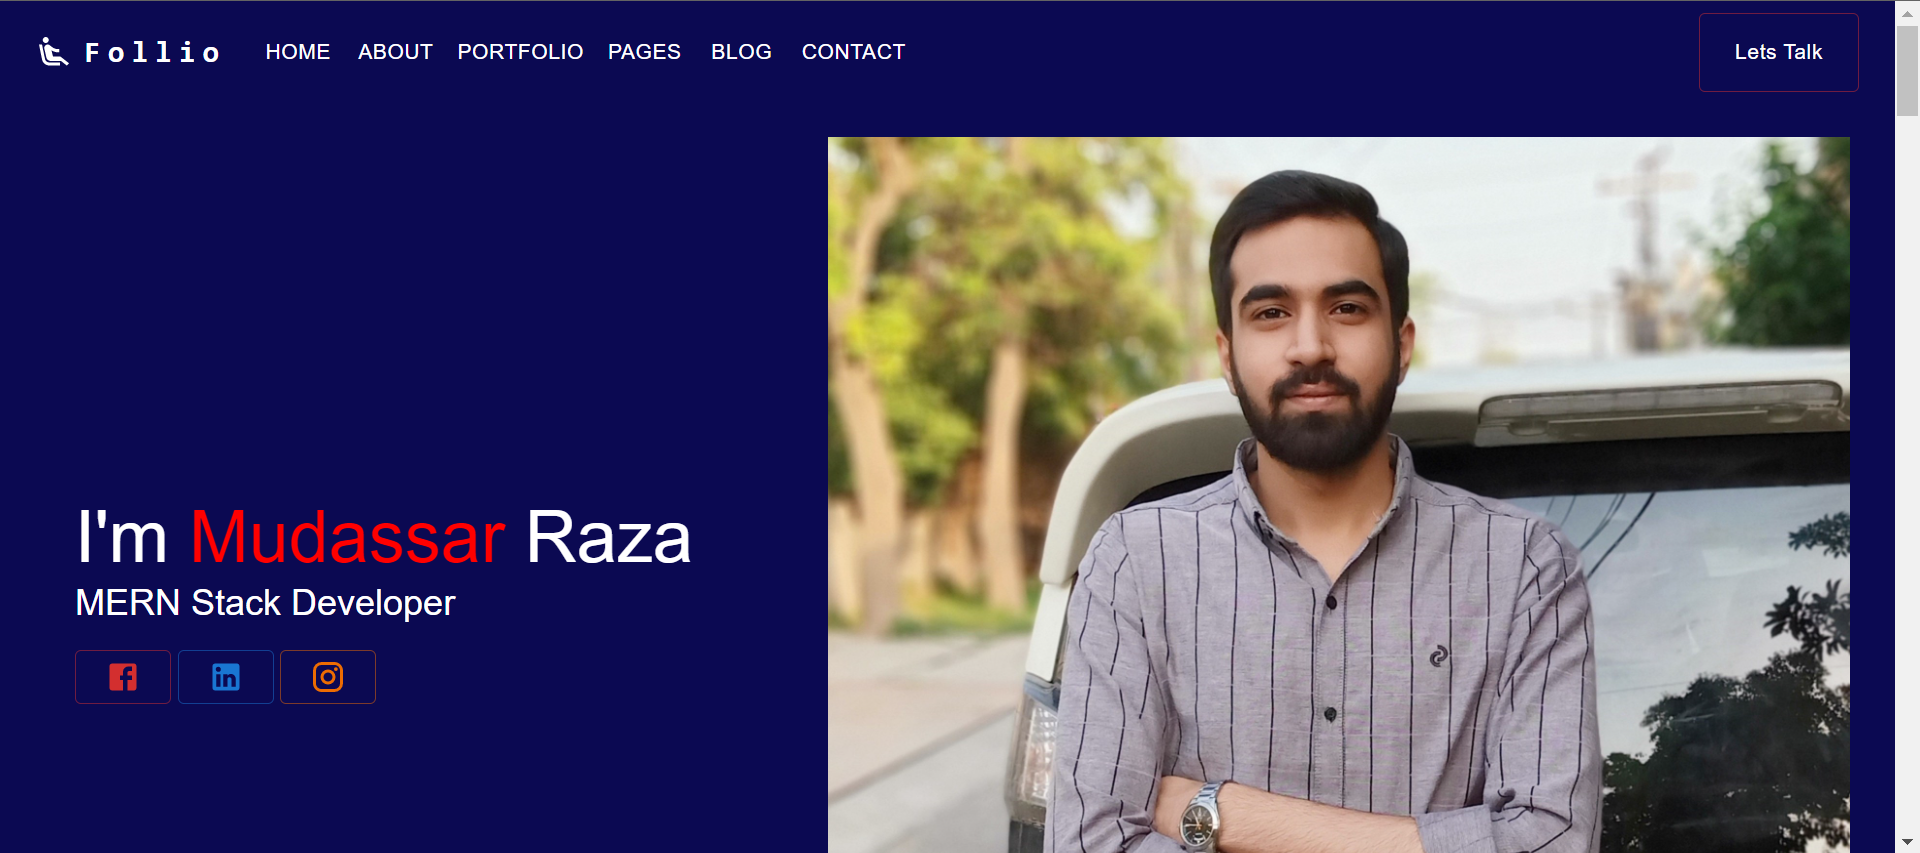 Follio HOME ABOUT PORTFOLIO PAGES BLOG CONTACT Lets Talk
I'm Mudassar Raza
MERN Stack Developer